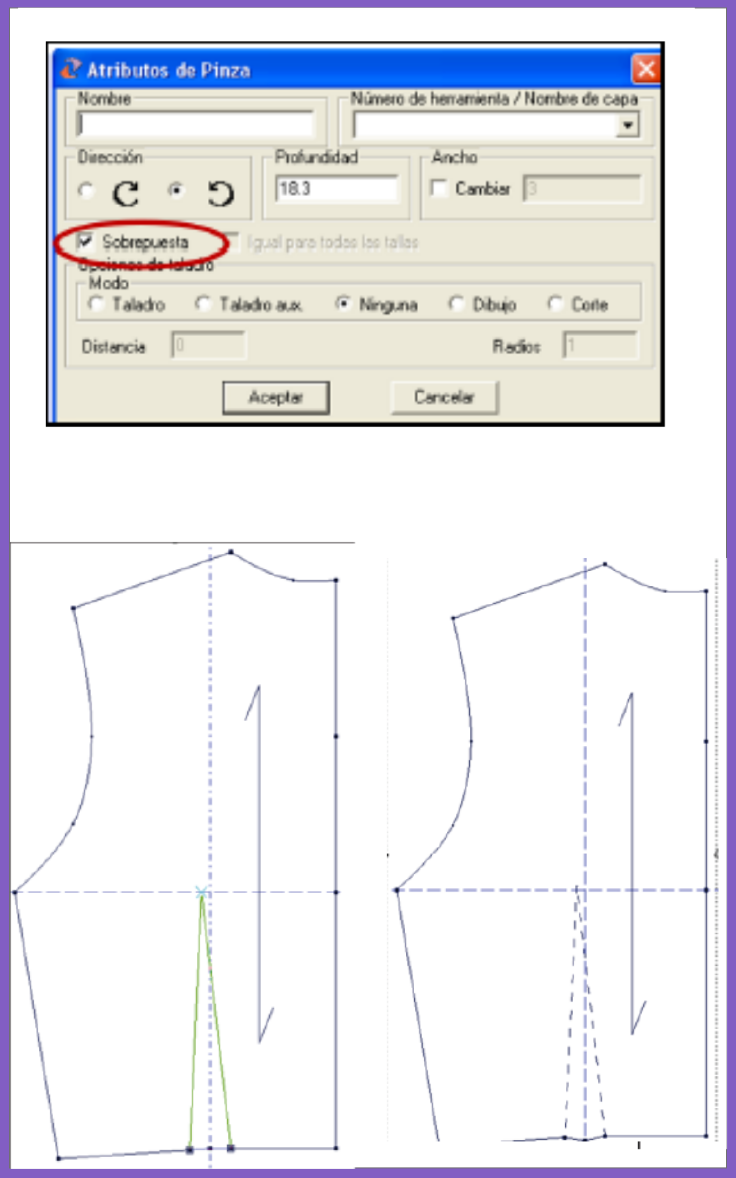 Atributos de Pinza
Nombre
Número de herramienta / Nombre de capa
Dirección
Profundidad
Ancho
18.3
Cambiar
3
Sobrepuesta
Igual para todas las tallas
Opciones de taladro
Modo
Taladro
Taladro aux.
Ninguna
Dibujo
Corte
Distancia
0
Radios
1
Aceptar
Cancelar